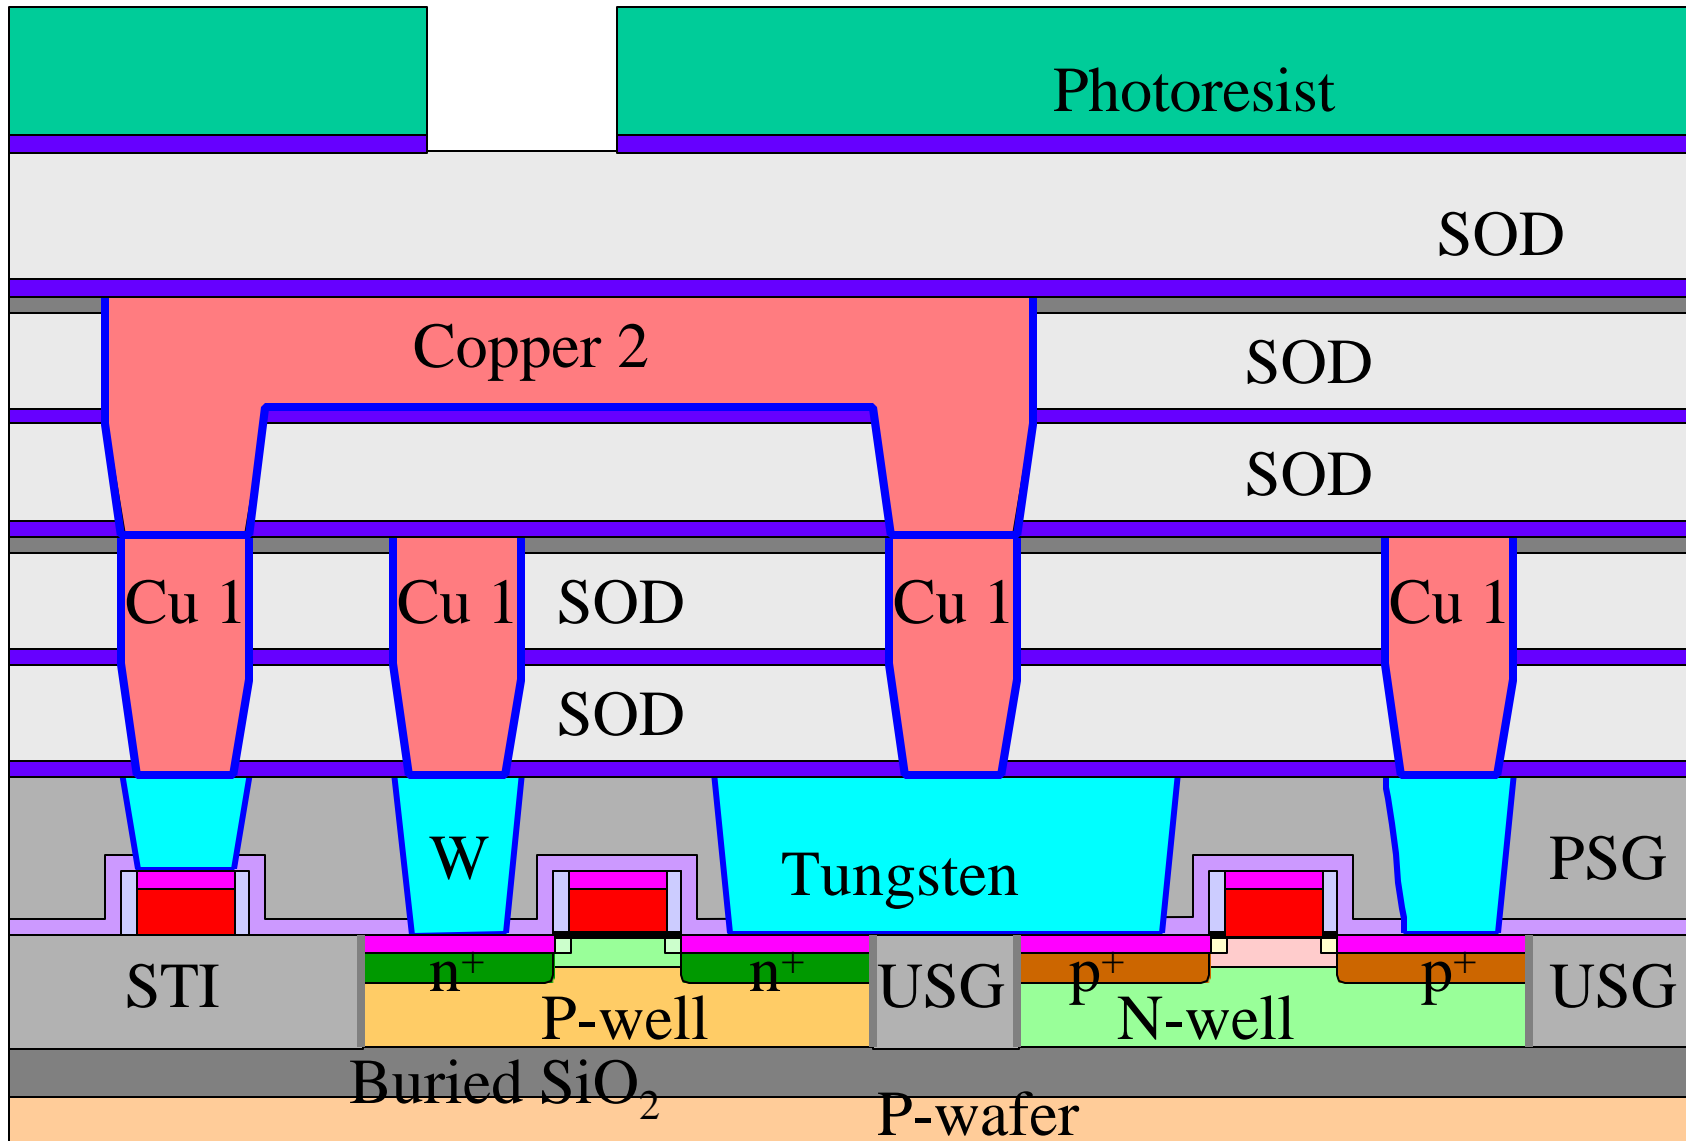 Photoresist
SOD
Copper 2
SOD
SOD
Cu 1 Cu 1 SOD Cu 1 Cu 1
SOD
W Tungsten PSG
STI n⁺ n⁺ USG p⁺ p⁺ USG
P-well N-well
Buried SiO₂
P-wafer